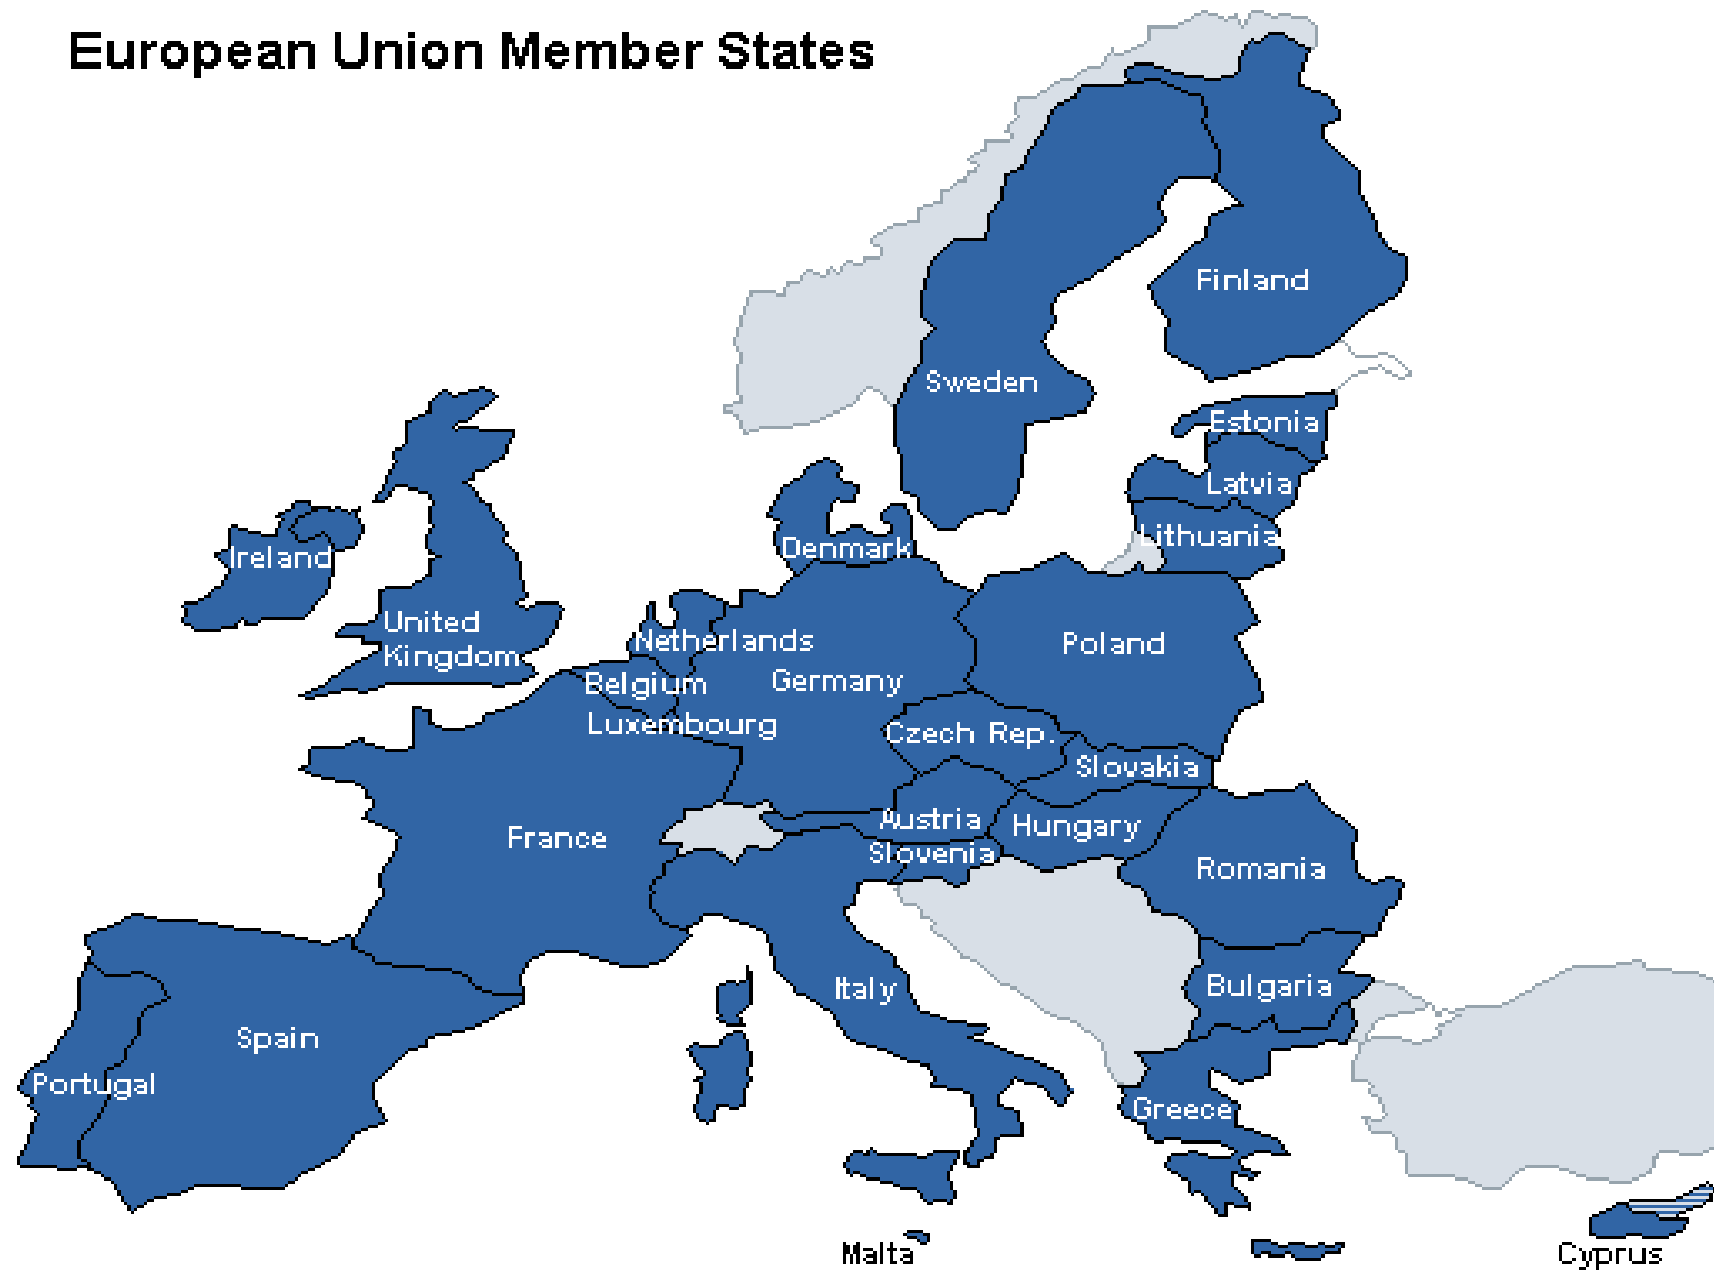 European Union Member States
Finland
Sweden
Estonia
Latvia
Lithuania
Denmark
Ireland
United
Kingdom
Netherlands
Poland
Belgium
Germany
Luxembourg
Czech Rep.
Slovakia
France
Austria
Hungary
Slovenia
Romania
Italy
Bulgaria
Spain
Portugal
Greece
Malta
Cyprus